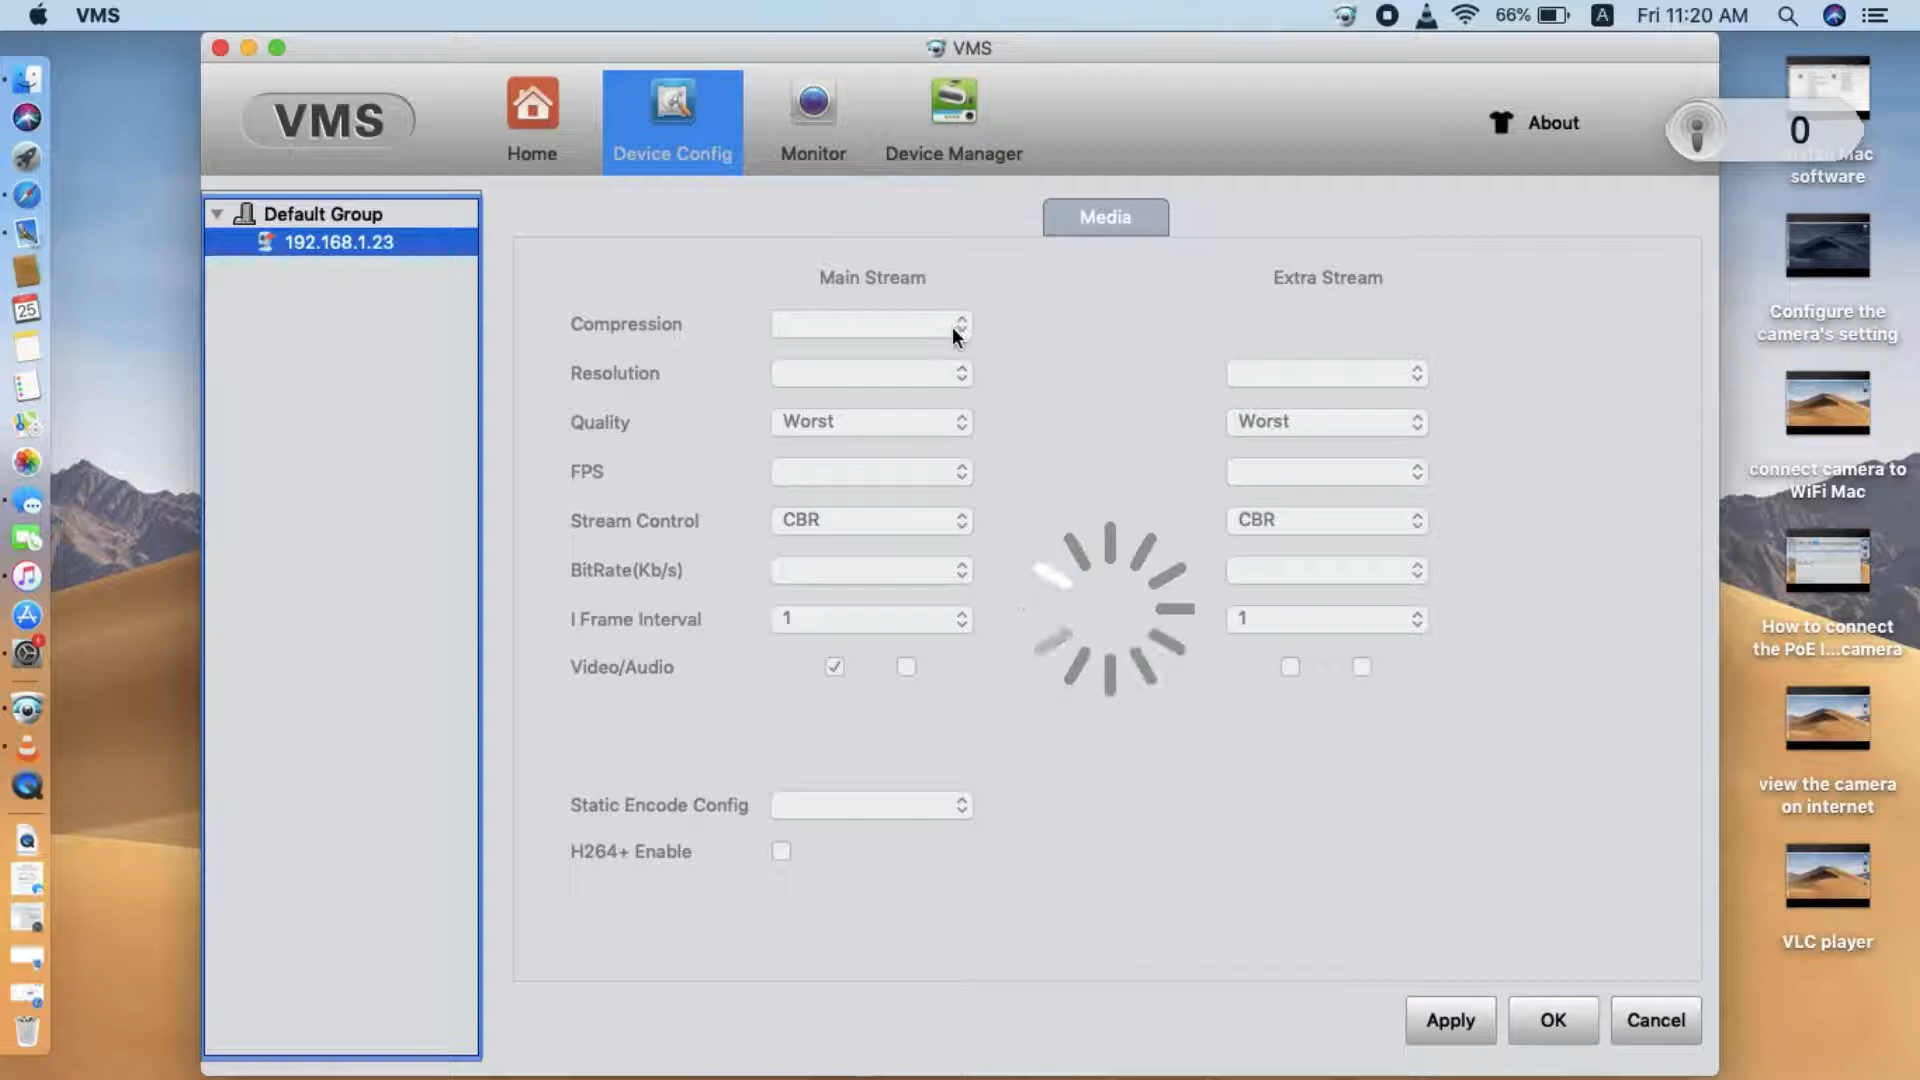 VMS
66%
A
Fri 11:20 AM
VMS
VMS
Home
Device Config
Monitor
Device Manager
About
0
Mac
software
Default Group
192.168.1.23
Media
Main Stream
Extra Stream
Compression
Resolution
Quality
Worst
Worst
FPS
Stream Control
CBR
CBR
BitRate(Kb/s)
I Frame Interval
1
1
Video/Audio
Static Encode Config
H264+ Enable
Apply
OK
Cancel
25
Configure the
camera's setting
connect camera to
WiFi Mac
How to connect
the PoE I...camera
view the camera
on internet
VLC player